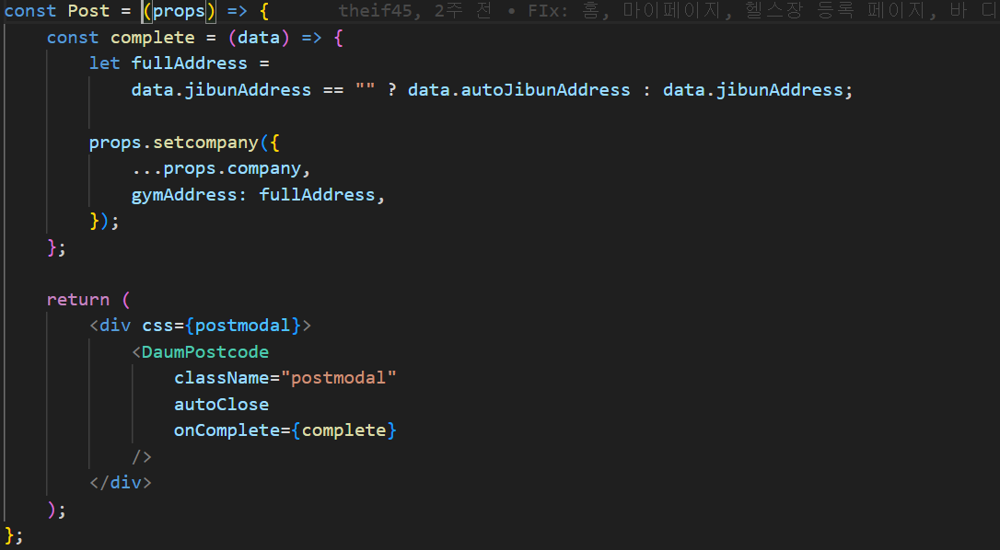 const Post = (props) => { theif45, 2주 전 • FIx: 홈, 마이페이지, 헬스장 등록 페이지, 바 디
const complete = (data) => {
let fullAddress =
data.jibunAddress == "" ? data.autoJibunAddress : data.jibunAddress;
props.setcompany({
...props.company,
gymAddress: fullAddress,
});
};
return (
<div css={postmodal}>
<DaumPostcode
className="postmodal"
autoClose
onComplete={complete}
/>
</div>
);
};